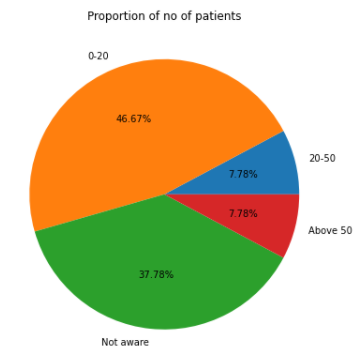 Proportion of no of patients
0-20
46.67%
20-50
7.78%
7.78%
Above 50
37.78%
Not aware